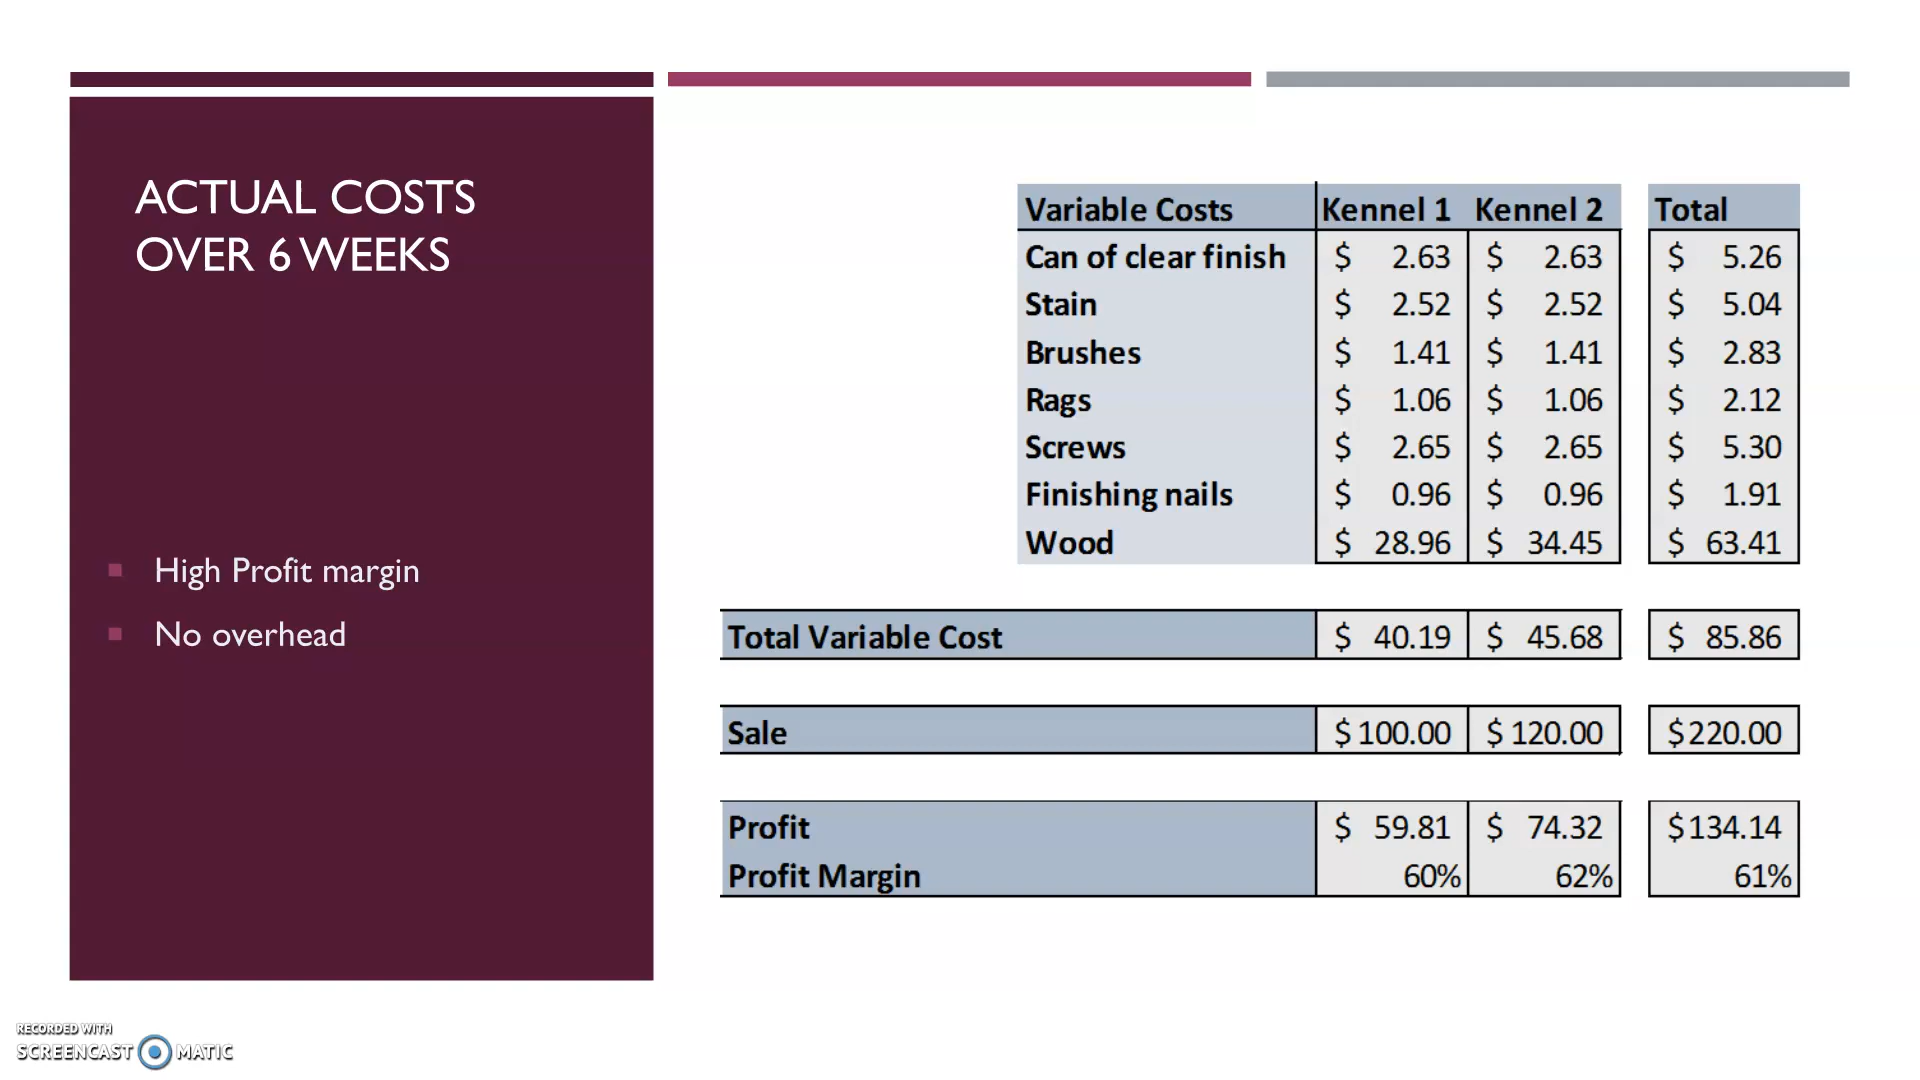 ACTUAL COSTS
OVER 6 WEEKS
High Profit margin
No overhead
Variable Costs Kennel 1 Kennel 2 Total
Can of clear finish $ 2.63 $ 2.63 $ 5.26
Stain $ 2.52 $ 2.52 $ 5.04
Brushes $ 1.41 $ 1.41 $ 2.83
Rags $ 1.06 $ 1.06 $ 2.12
Screws $ 2.65 $ 2.65 $ 5.30
Finishing nails $ 0.96 $ 0.96 $ 1.91
Wood $ 28.96 $ 34.45 $ 63.41
Total Variable Cost $ 40.19 $ 45.68 $ 85.86
Sale $ 100.00 $ 120.00 $ 220.00
Profit $ 59.81 $ 74.32 $ 134.14
Profit Margin 60% 62% 61%
RECORDED WITH
SCREENCAST MATIC